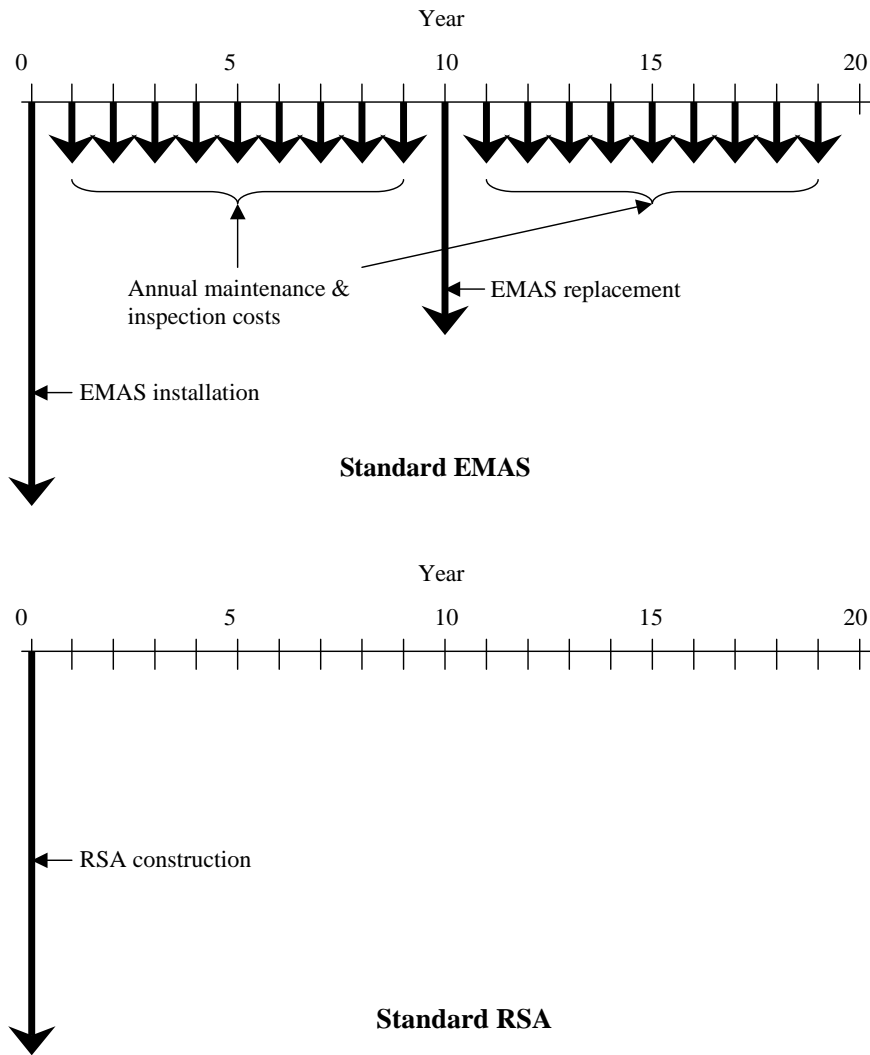 Year
0 5 10 15 20
Annual maintenance &
inspection costs
EMAS replacement
EMAS installation
Standard EMAS
Year
0 5 10 15 20
RSA construction
Standard RSA